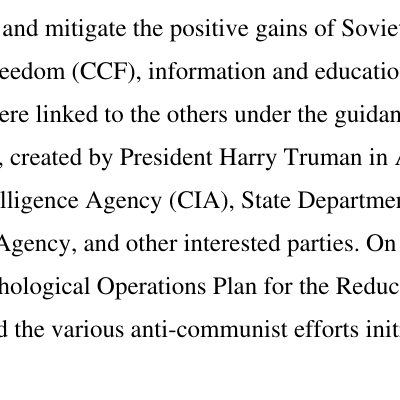 and mitigate the positive gains of Sovie
eedom (CCF), information and educatio
ere linked to the others under the guidan
, created by President Harry Truman in A
lligence Agency (CIA), State Departmen
Agency, and other interested parties. On
hological Operations Plan for the Reduc
d the various anti-communist efforts init